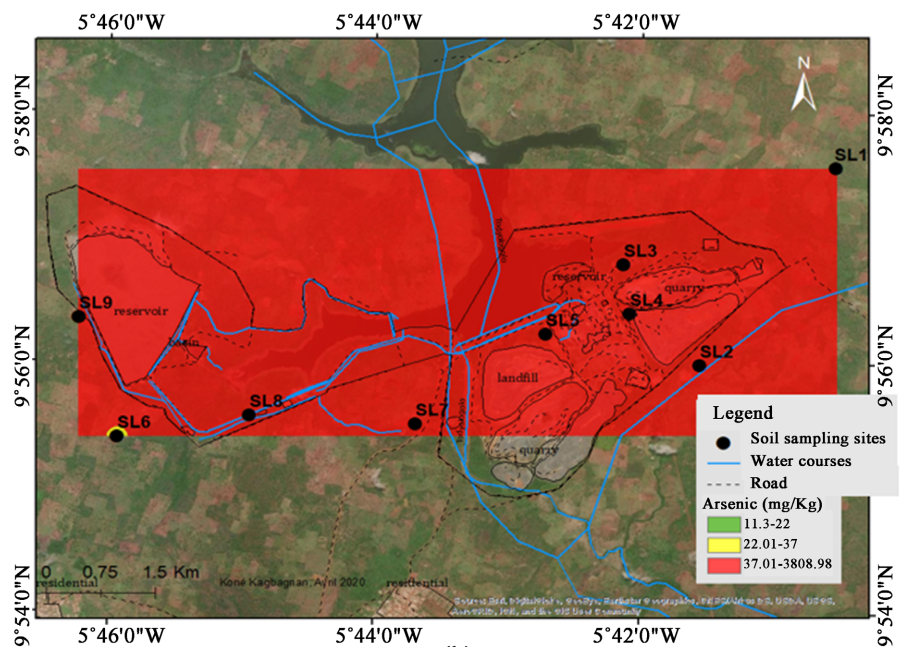 5°46'0"W 5°44'0"W 5°42'0"W
9°58'0"N 9°58'0"N
N
SL1
SL3
reservoir
quarry
SL9
reservoir
SL4
SL5
basin
SL2
landfill
SL8
SL7
SL6
quarry
Legend
Soil sampling sites
Water courses
Road
Arsenic (mg/Kg)
11.3-22
22.01-37
37.01-3808.98
9°56'0"N 9°56'0"N
0 0.75 1.5 Km
residential
Koné Kagbagnan, Avril 2020
residential
9°54'0"N 9°54'0"N
5°46'0"W 5°44'0"W 5°42'0"W